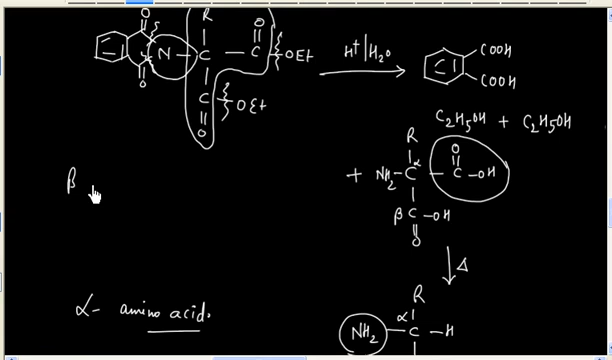 O
R
O
N – C – C – OEt
O
C – OEt
O
H⁺/H₂O
COOH
COOH
C₂H₅OH + C₂H₅OH
R
O
+ NH₂ – C α – C – OH
β C – OH
O
β
Δ
α – amino acid.
R
NH₂ – C α – H